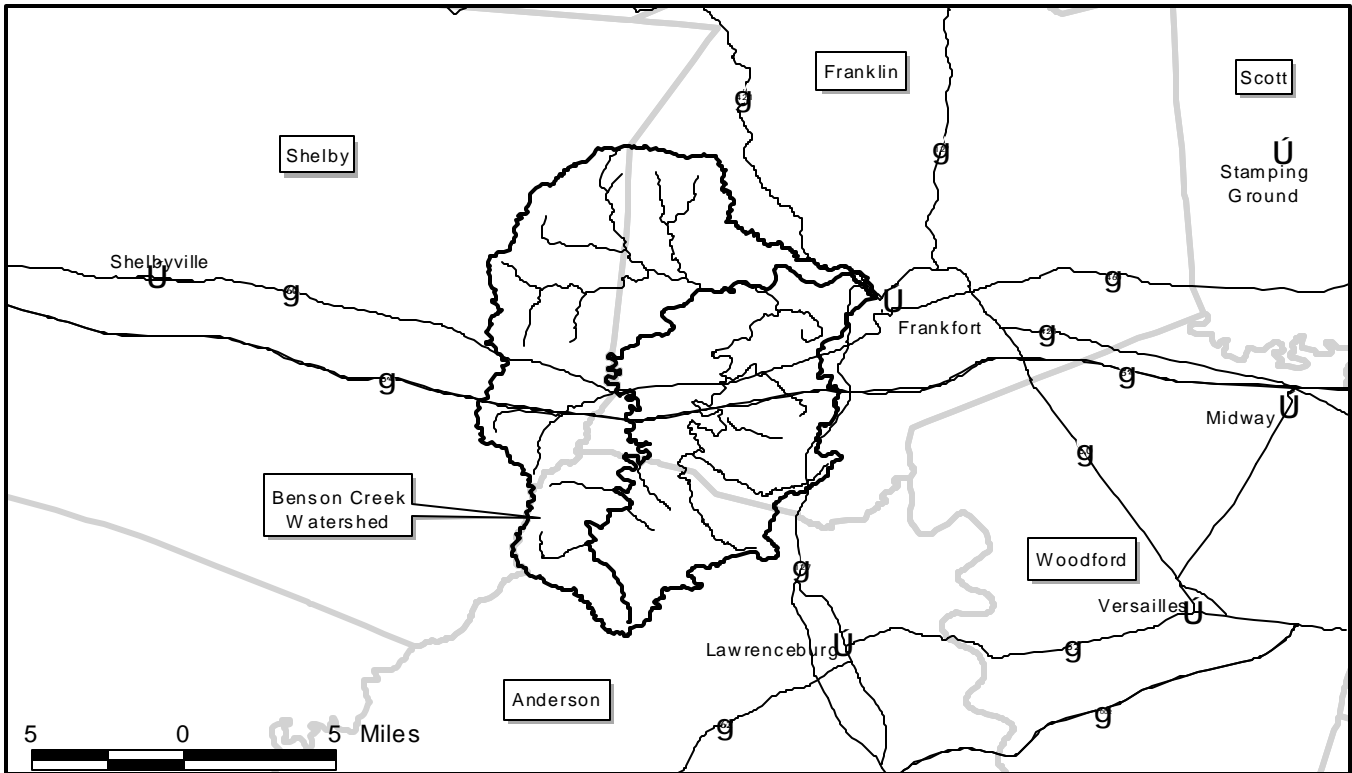 Franklin
Scott
Shelby
Stamping
Ground
Shelbyville
Frankfort
Midway
Benson Creek
Watershed
Woodford
Versailles
Lawrenceburg
Anderson
5 0 5 Miles